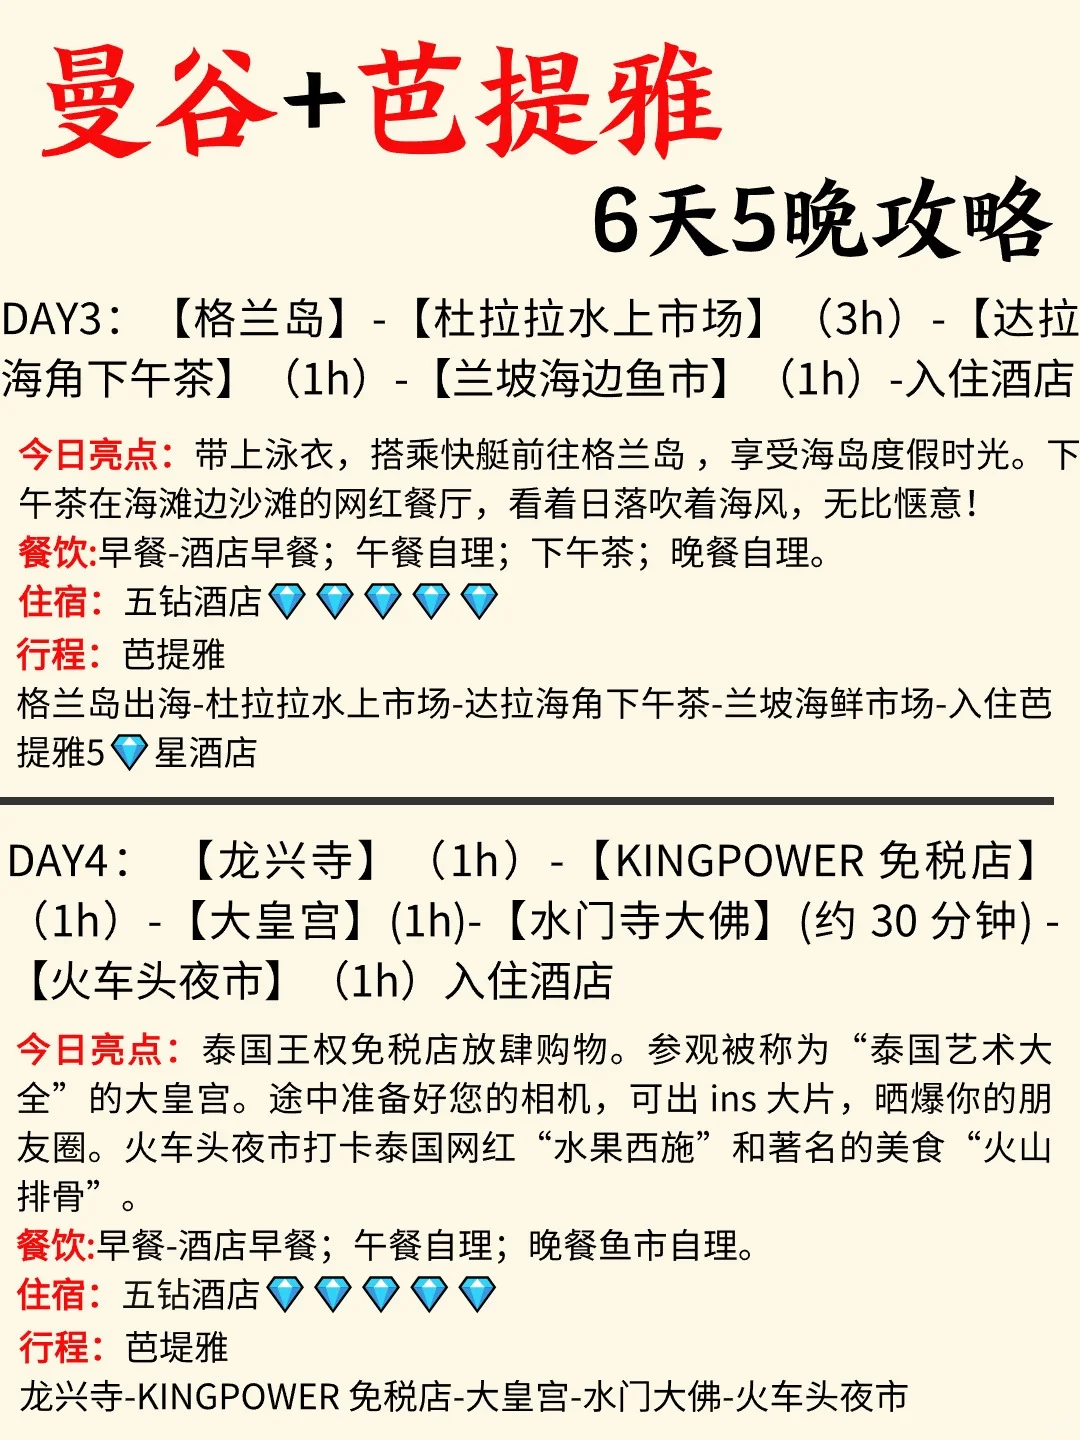 曼谷+芭提雅
6天5晚攻略
DAY3：【格兰岛】-【杜拉拉水上市场】（3h）-【达拉
海角下午茶】（1h）-【兰坡海边鱼市】（1h）-入住酒店
今日亮点：带上泳衣，搭乘快艇前往格兰岛，享受海岛度假时光。下
午茶在海滩边沙滩的网红餐厅，看着日落吹着海风，无比惬意！
餐饮:早餐-酒店早餐；午餐自理；下午茶；晚餐自理。
住宿：五钻酒店💎💎💎💎💎
行程：芭提雅
格兰岛出海-杜拉拉水上市场-达拉海角下午茶-兰坡海鲜市场-入住芭
提雅5💎星酒店
DAY4：【龙兴寺】（1h）-【KINGPOWER 免税店】
（1h）-【大皇宫】(1h)-【水门寺大佛】(约 30 分钟) -
【火车头夜市】（1h）入住酒店
今日亮点：泰国王权免税店放肆购物。参观被称为“泰国艺术大
全”的大皇宫。途中准备好您的相机，可出 ins 大片，晒爆你的朋
友圈。火车头夜市打卡泰国网红“水果西施”和著名的美食“火山
排骨”。
餐饮:早餐-酒店早餐；午餐自理；晚餐鱼市自理。
住宿：五钻酒店💎💎💎💎💎
行程：芭堤雅
龙兴寺-KINGPOWER 免税店-大皇宫-水门大佛-火车头夜市